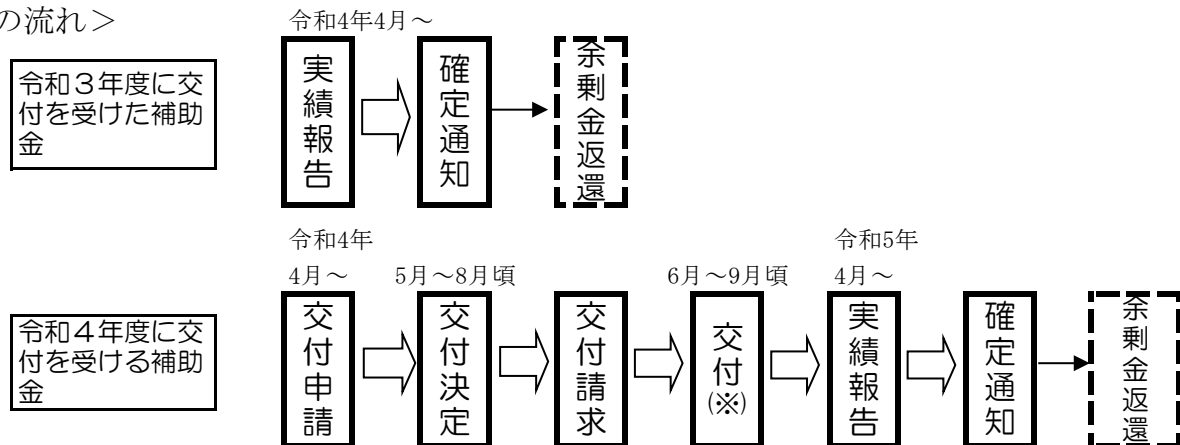 の流れ＞
令和4年4月～
令和３年度に交
付を受けた補助
金
実績報告
確定通知
余剰金返還
令和4年
4月～
5月～8月頃
6月～9月頃
令和5年
4月～
令和４年度に交
付を受ける補助
金
交付申請
交付決定
交付請求
交付(※)
実績報告
確定通知
余剰金返還